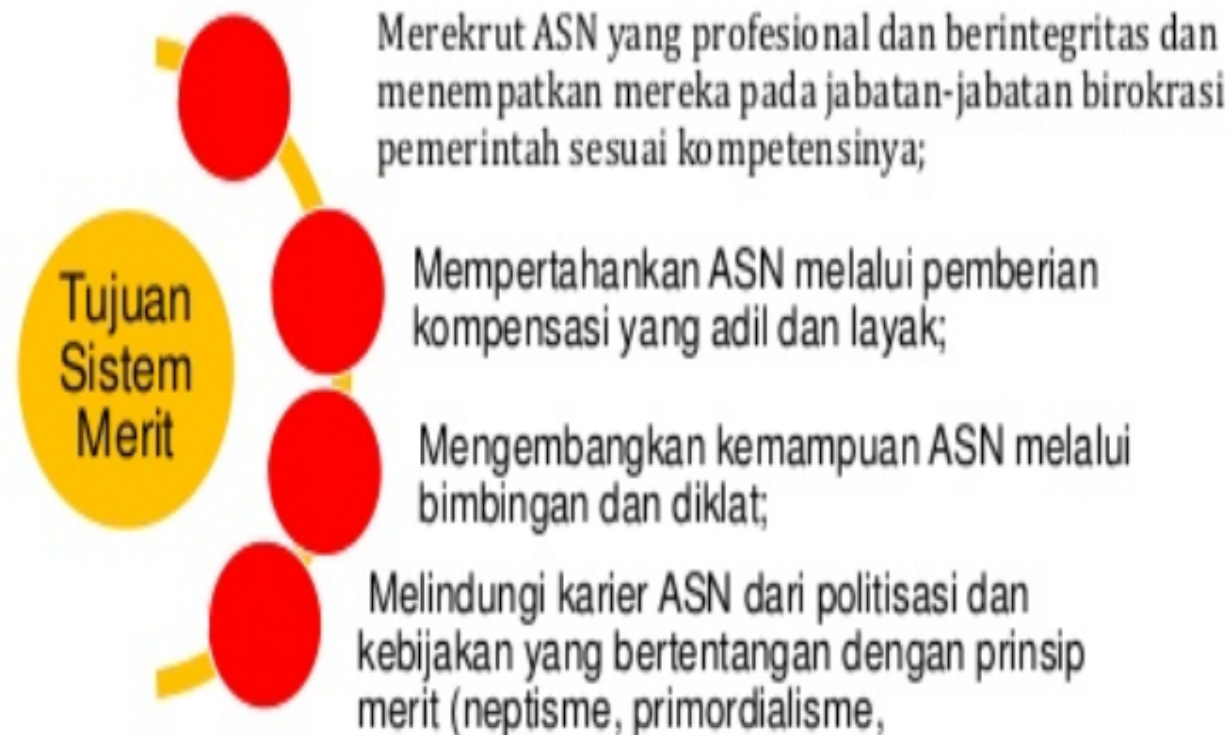 Tujuan
Sistem
Merit
Merekrut ASN yang profesional dan berintegritas dan
menempatkan mereka pada jabatan-jabatan birokrasi
pemerintah sesuai kompetensinya;
Mempertahankan ASN melalui pemberian
kompensasi yang adil dan layak;
Mengembangkan kemampuan ASN melalui
bimbingan dan diklat;
Melindungi karier ASN dari politisasi dan
kebijakan yang bertentangan dengan prinsip
merit (neptisme, primordialisme,